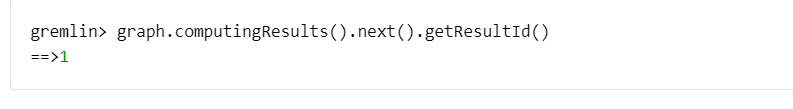 gremlin> graph.computingResults().next().getResultId()
==>1